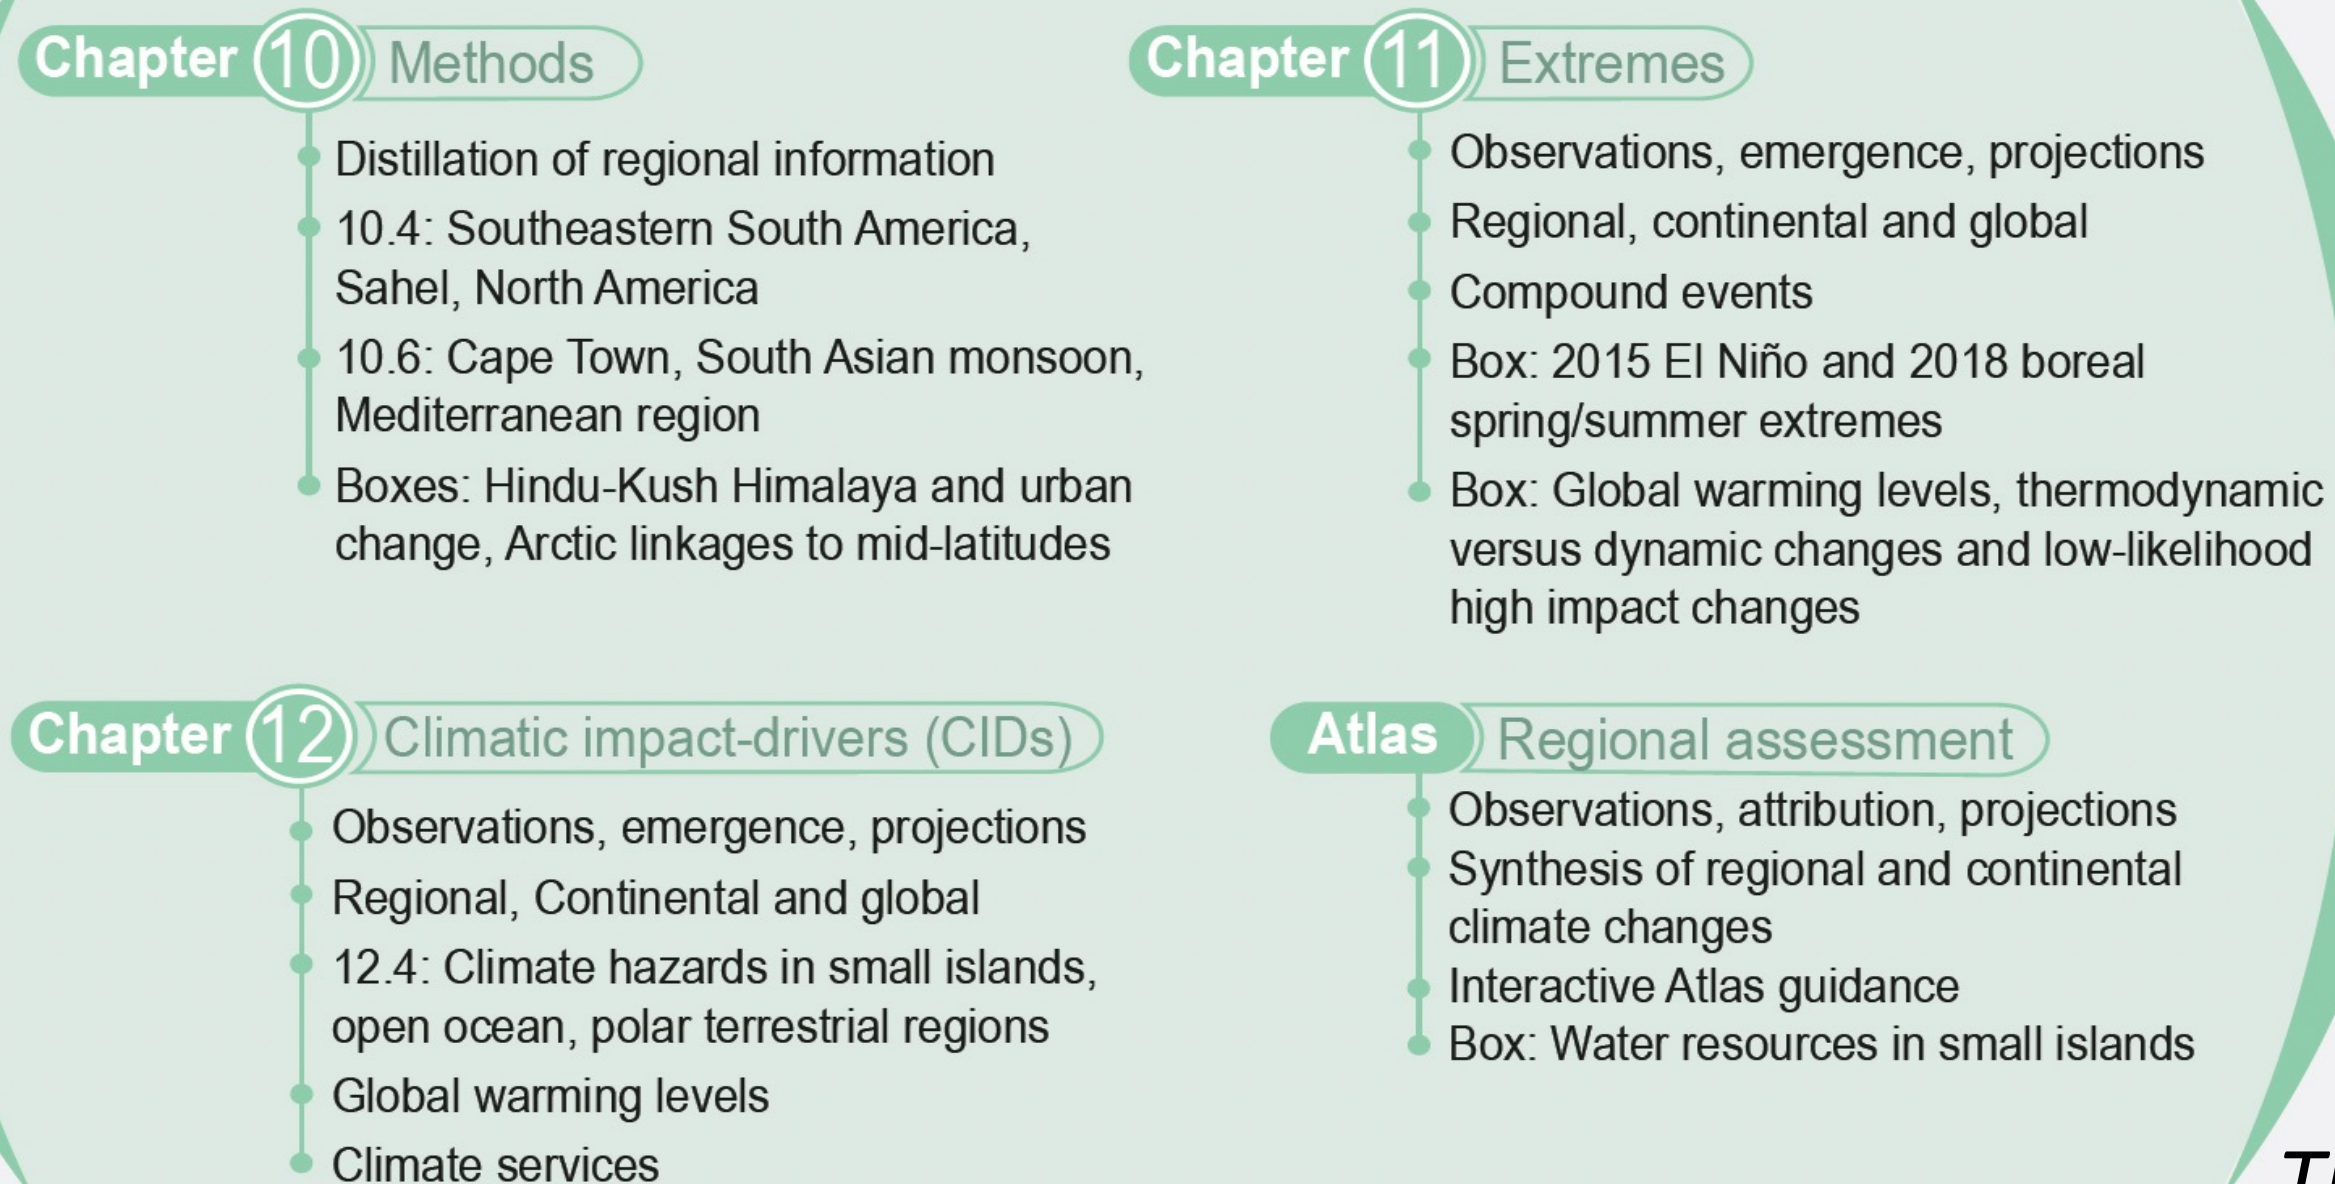 Chapter 10 Methods
Distillation of regional information
10.4: Southeastern South America,
Sahel, North America
10.6: Cape Town, South Asian monsoon,
Mediterranean region
Boxes: Hindu-Kush Himalaya and urban
change, Arctic linkages to mid-latitudes
Chapter 11 Extremes
Observations, emergence, projections
Regional, continental and global
Compound events
Box: 2015 El Niño and 2018 boreal
spring/summer extremes
Box: Global warming levels, thermodynamic
versus dynamic changes and low-likelihood
high impact changes
Chapter 12 Climatic impact-drivers (CIDs)
Observations, emergence, projections
Regional, Continental and global
12.4: Climate hazards in small islands,
open ocean, polar terrestrial regions
Global warming levels
Climate services
Atlas Regional assessment
Observations, attribution, projections
Synthesis of regional and continental
climate changes
Interactive Atlas guidance
Box: Water resources in small islands